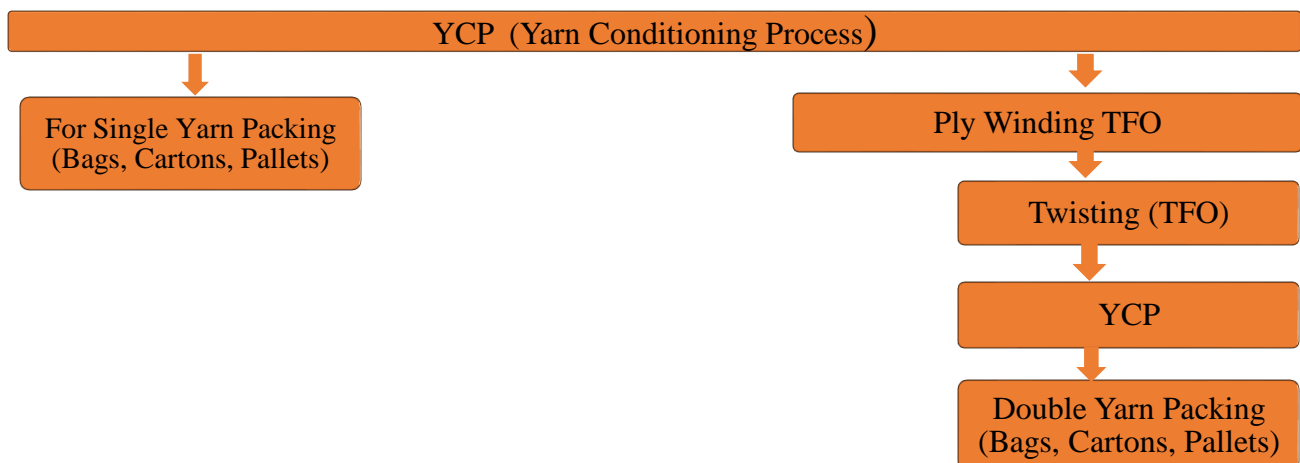 YCP (Yarn Conditioning Process)
For Single Yarn Packing
(Bags, Cartons, Pallets)
Ply Winding TFO
Twisting (TFO)
YCP
Double Yarn Packing
(Bags, Cartons, Pallets)